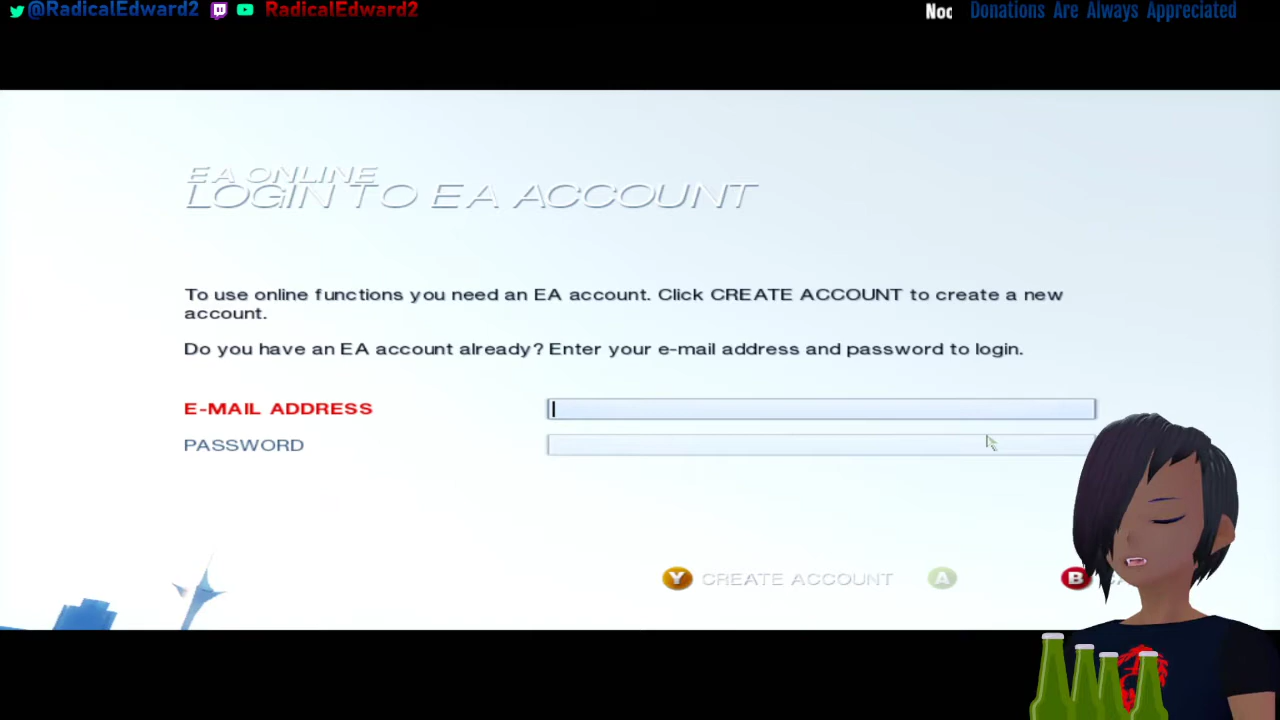 @RadicalEdward2 RadicalEdward2
Donations Are Always Appreciated
EA ONLINE
LOGIN TO EA ACCOUNT
To use online functions you need an EA account. Click CREATE ACCOUNT to create a new
account.
Do you have an EA account already? Enter your e-mail address and password to login.
E-MAIL ADDRESS
PASSWORD
Y CREATE ACCOUNT A B